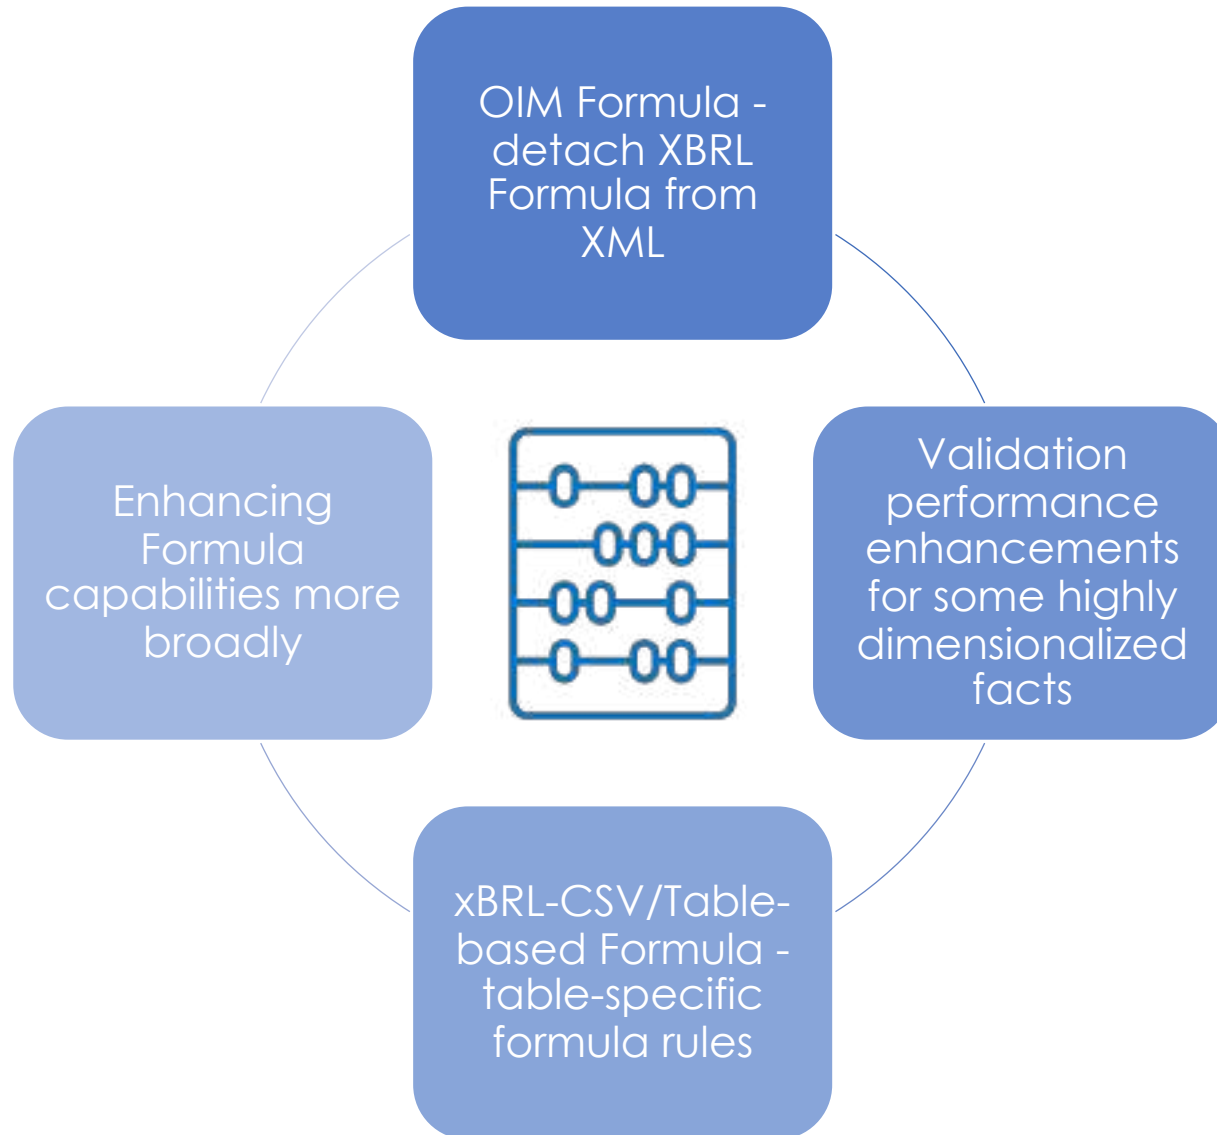 OIM Formula -
detach XBRL
Formula from
XML
Validation
performance
enhancements
for some highly
dimensionalized
facts
xBRL-CSV/Table-
based Formula -
table-specific
formula rules
Enhancing
Formula
capabilities more
broadly